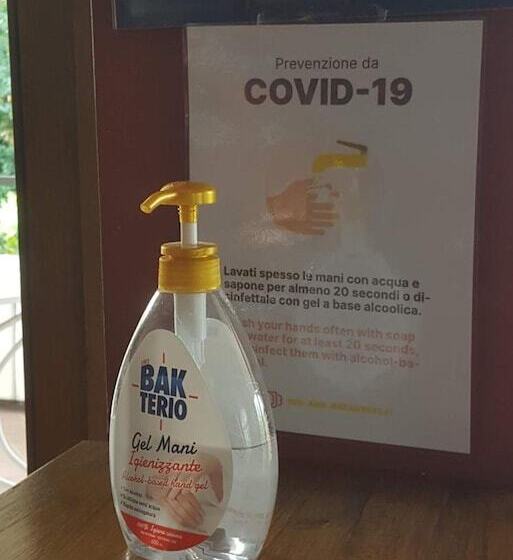 Prevenzione da
COVID-19
Lavati spesso le mani con acqua e
sapone per almeno 20 secondi o di-
sinfettale con gel a base alcoolica.
sh your hands often with soap
water for at least 20 seconds,
infect them with alcohol-ba-
BAK
TERIO
Gel Mani
Igienizzante
Alcohol-based hand gel